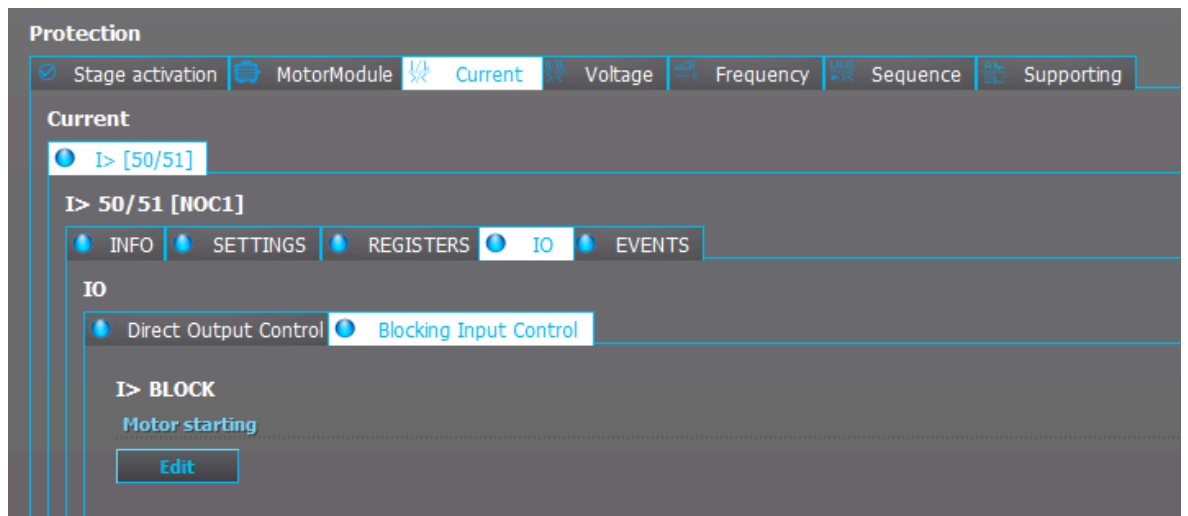 Protection
Stage activation MotorModule Current Voltage Frequency Sequence Supporting
Current
I> [50/51]
I> 50/51 [NOC1]
INFO SETTINGS REGISTERS IO EVENTS
IO
Direct Output Control Blocking Input Control
I> BLOCK
Motor starting
Edit